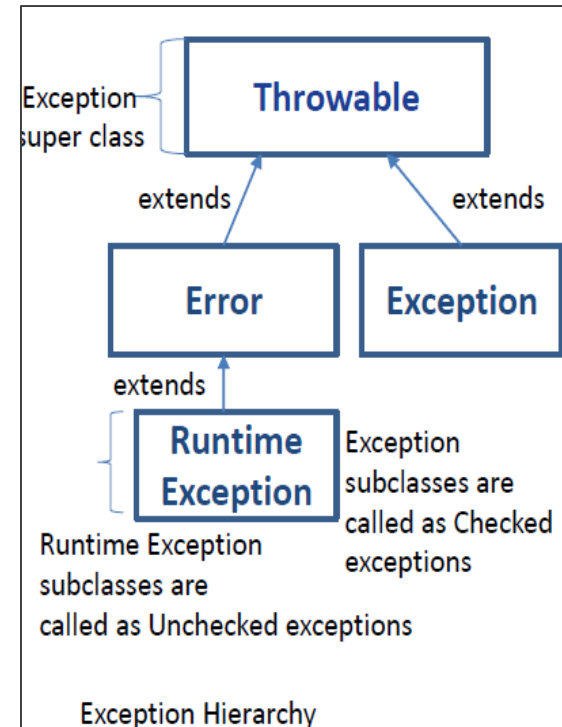 Throwable
Exception
super class
extends
extends
Error
Exception
extends
Runtime
Exception
Exception
subclasses are
called as Checked
exceptions
Runtime Exception
subclasses are
called as Unchecked exceptions
Exception Hierarchy